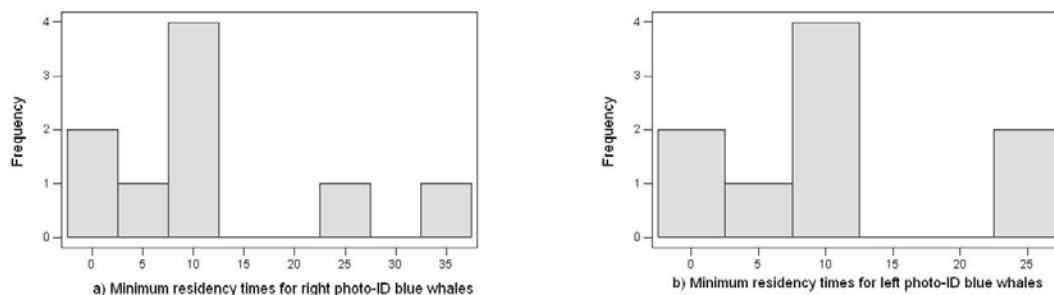 4
3
2
1
0
Frequency
0 5 10 15 20 25 30 35
a) Minimum residency times for right photo-ID blue whales
4
3
2
1
0
Frequency
0 5 10 15 20 25
b) Minimum residency times for left photo-ID blue whales